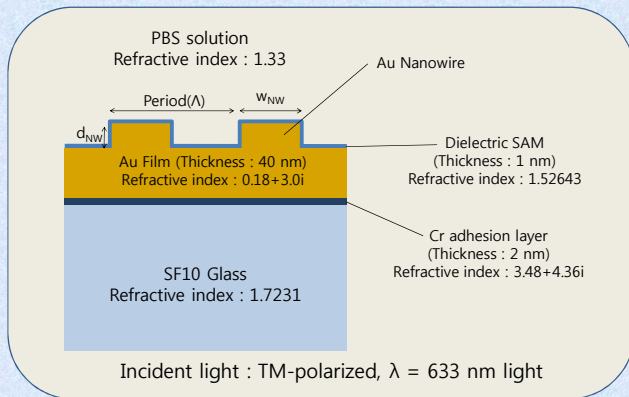 PBS solution
Refractive index : 1.33
Au Nanowire
Period(Λ)
wNW
dNW
Au Film (Thickness : 40 nm)
Refractive index : 0.18+3.0i
Dielectric SAM
(Thickness : 1 nm)
Refractive index : 1.52643
Cr adhesion layer
(Thickness : 2 nm)
Refractive index : 3.48+4.36i
SF10 Glass
Refractive index : 1.7231
Incident light : TM-polarized, λ = 633 nm light